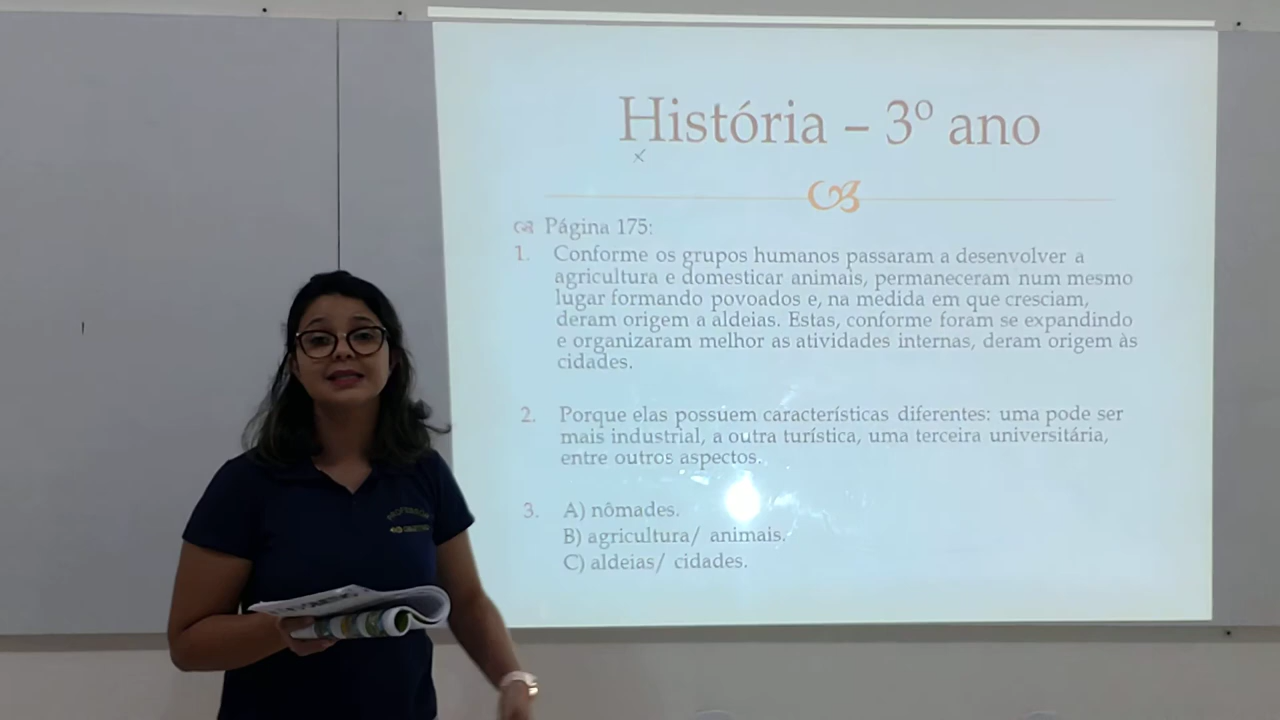 História – 3º ano
Página 175:
1. Conforme os grupos humanos passaram a desenvolver a
agricultura e domesticar animais, permaneceram num mesmo
lugar formando povoados e, na medida em que cresciam,
deram origem a aldeias. Estas, conforme foram se expandindo
e organizaram melhor as atividades internas, deram origem às
cidades.
2. Porque elas possuem características diferentes: uma pode ser
mais industrial, a outra turística, uma terceira universitária,
entre outros aspectos.
3. A) nômades.
B) agricultura/ animais.
C) aldeias/ cidades.